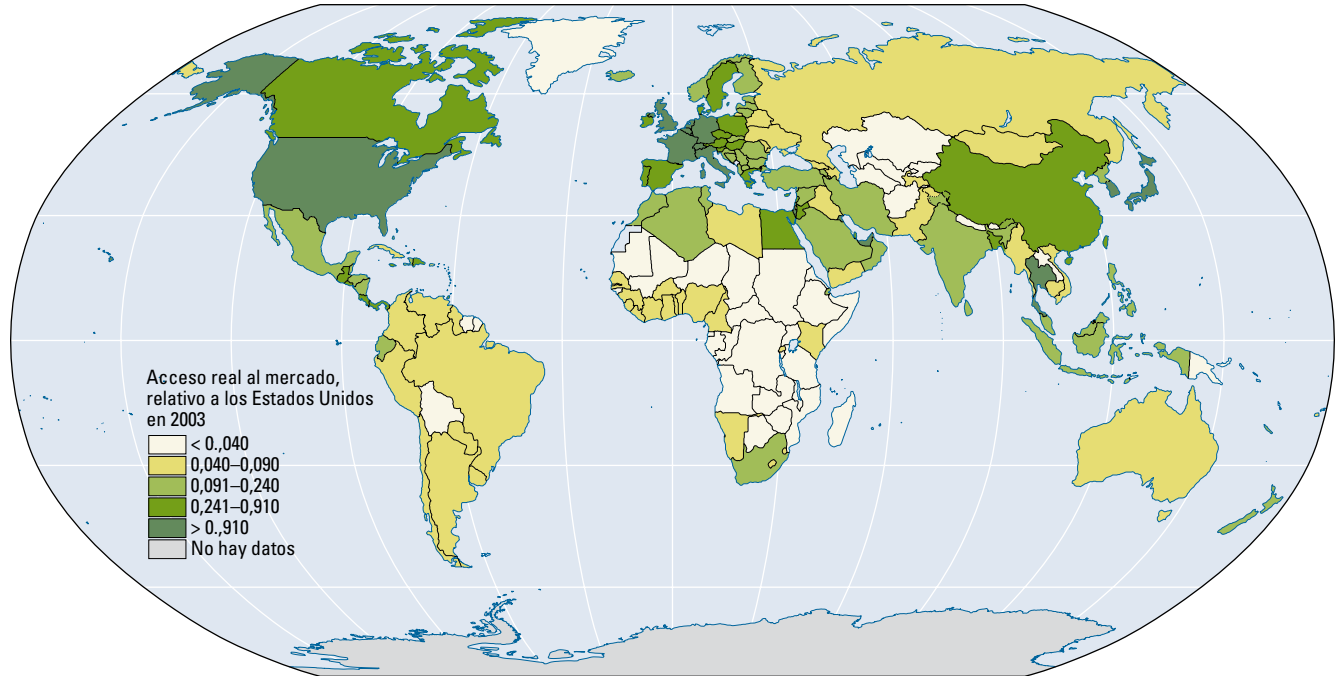 Acceso real al mercado,
relativo a los Estados Unidos
en 2003
< 0.,040
0,040–0,090
0,091–0,240
0,241–0,910
> 0.,910
No hay datos